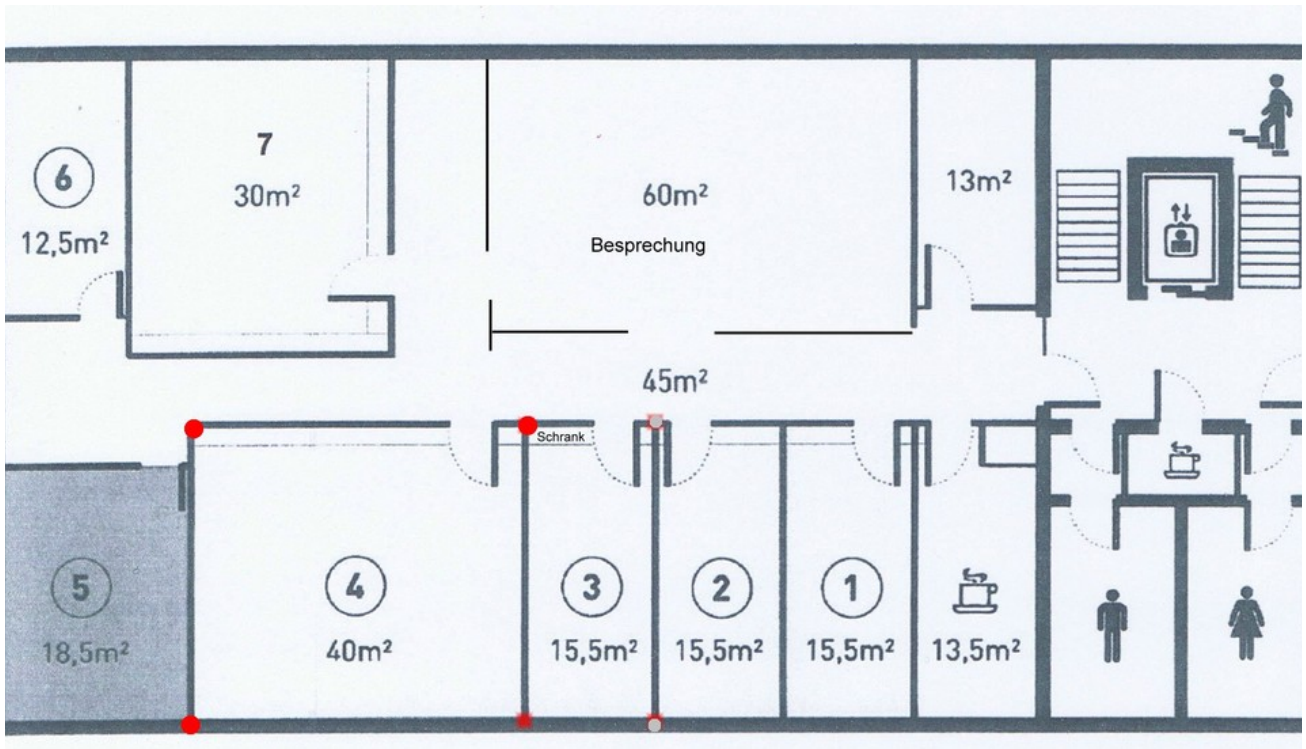 7
30m²
6
12,5m²
60m²
Besprechung
13m²
45m²
Schrank
5
18,5m²
4
40m²
3
15,5m²
2
15,5m²
1
15,5m²
13,5m²